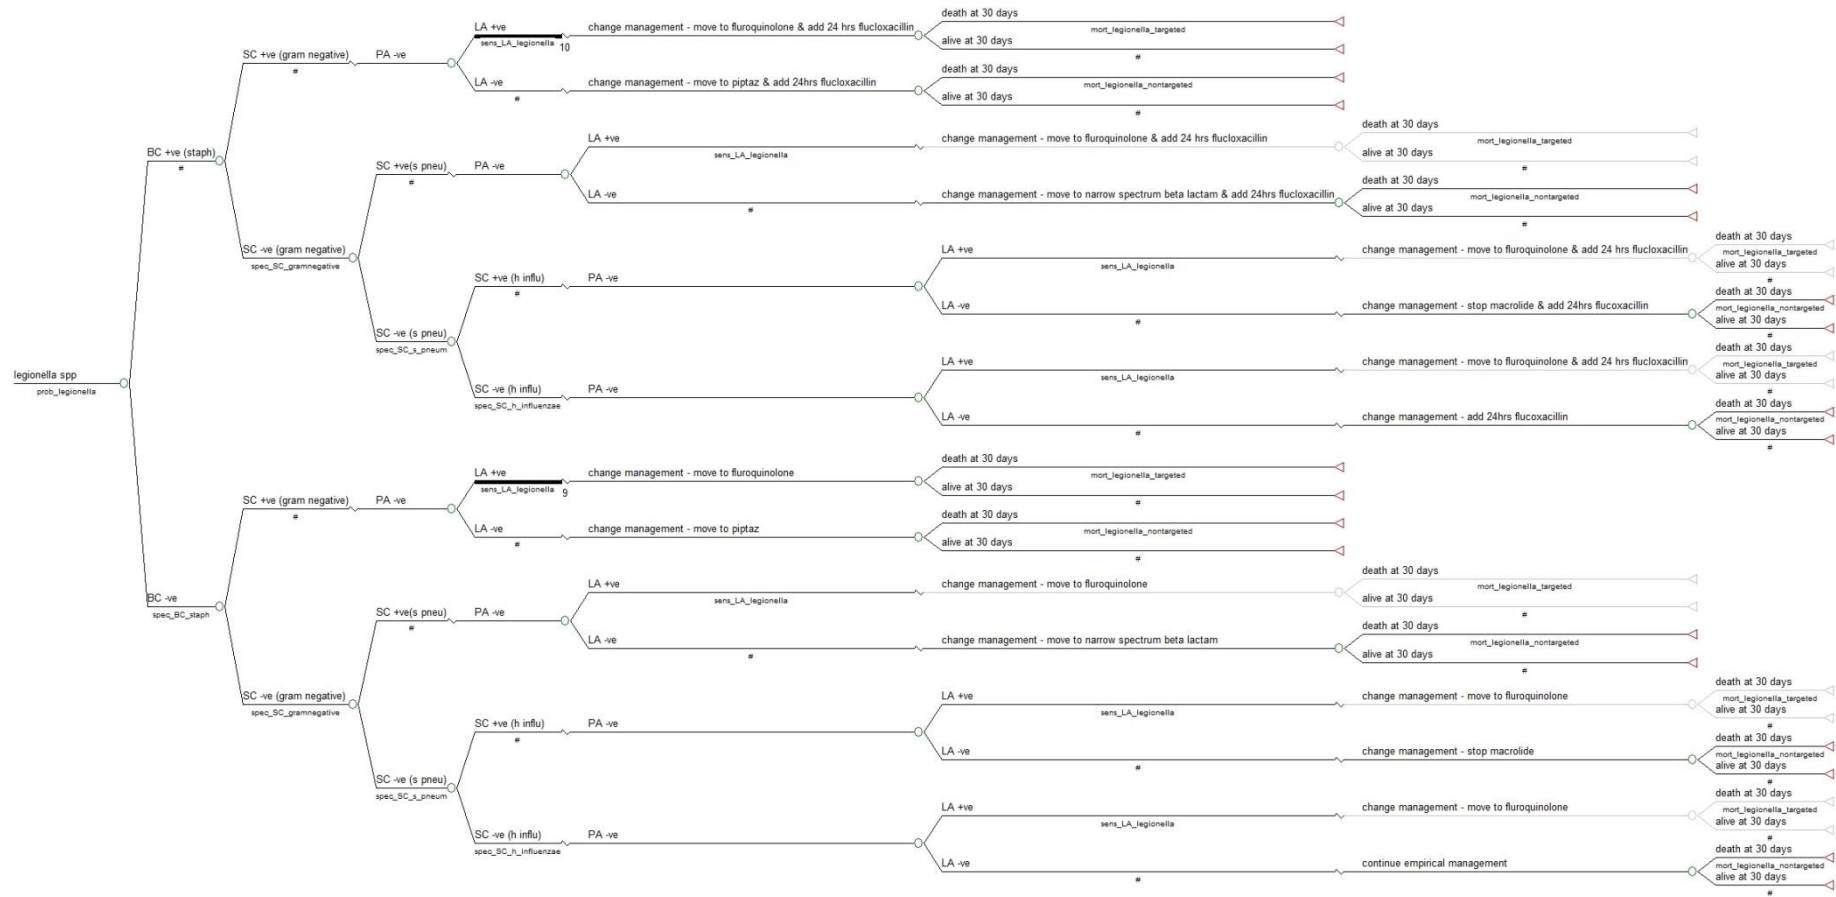 legionella spp
prob_legionella
BC +ve (staph)
#
SC +ve (gram negative)
#
PA -ve
LA +ve
sens_LA_legionella
10
change management - move to fluroquinolone & add 24 hrs flucloxacillin
death at 30 days
mort_legionella_targeted
alive at 30 days
#
LA -ve
#
change management - move to piptaz & add 24hrs flucloxacillin
death at 30 days
mort_legionella_nontargeted
alive at 30 days
#
SC -ve (gram negative)
spec_SC_gramnegative
SC +ve(s pneu)
#
PA -ve
LA +ve
sens_LA_legionella
change management - move to fluroquinolone & add 24 hrs flucloxacillin
death at 30 days
mort_legionella_targeted
alive at 30 days
#
LA -ve
#
change management - move to narrow spectrum beta lactam & add 24hrs flucloxacillin
death at 30 days
mort_legionella_nontargeted
alive at 30 days
#
SC -ve (s pneu)
spec_SC_s_pneum
SC +ve (h influ)
#
PA -ve
LA +ve
sens_LA_legionella
change management - move to fluroquinolone & add 24 hrs flucloxacillin
death at 30 days
mort_legionella_targeted
alive at 30 days
#
LA -ve
#
change management - stop macrolide & add 24hrs flucoxacillin
death at 30 days
mort_legionella_nontargeted
alive at 30 days
#
SC -ve (h influ)
spec_SC_h_influenzae
PA -ve
LA +ve
sens_LA_legionella
change management - move to fluroquinolone & add 24 hrs flucloxacillin
death at 30 days
mort_legionella_targeted
alive at 30 days
#
LA -ve
#
change management - add 24hrs flucoxacillin
death at 30 days
mort_legionella_nontargeted
alive at 30 days
#
BC -ve
spec_BC_staph
SC +ve (gram negative)
#
PA -ve
LA +ve
sens_LA_legionella
9
change management - move to fluroquinolone
death at 30 days
mort_legionella_targeted
alive at 30 days
#
LA -ve
#
change management - move to piptaz
death at 30 days
mort_legionella_nontargeted
alive at 30 days
#
SC -ve (gram negative)
spec_SC_gramnegative
SC +ve(s pneu)
#
PA -ve
LA +ve
sens_LA_legionella
change management - move to fluroquinolone
death at 30 days
mort_legionella_targeted
alive at 30 days
#
LA -ve
#
change management - move to narrow spectrum beta lactam
death at 30 days
mort_legionella_nontargeted
alive at 30 days
#
SC -ve (s pneu)
spec_SC_s_pneum
SC +ve (h influ)
#
PA -ve
LA +ve
sens_LA_legionella
change management - move to fluroquinolone
death at 30 days
mort_legionella_targeted
alive at 30 days
#
LA -ve
#
change management - stop macrolide
death at 30 days
mort_legionella_nontargeted
alive at 30 days
#
SC -ve (h influ)
spec_SC_h_influenzae
PA -ve
LA +ve
sens_LA_legionella
change management - move to fluroquinolone
death at 30 days
mort_legionella_targeted
alive at 30 days
#
LA -ve
#
continue empirical management
death at 30 days
mort_legionella_nontargeted
alive at 30 days
#